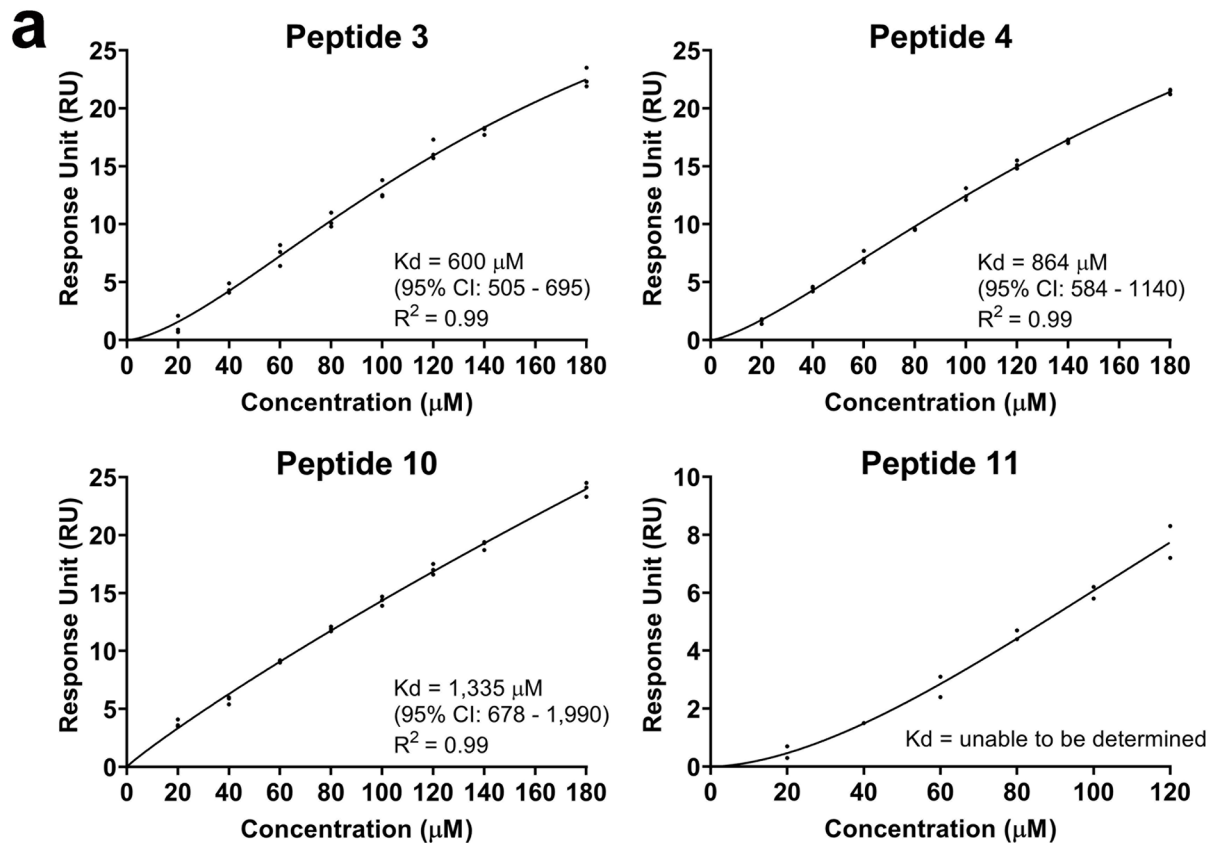 a
Peptide 3
Response Unit (RU)
25
20
15
10
5
0
Kd = 600 μM
(95% CI: 505 - 695)
R² = 0.99
0 20 40 60 80 100 120 140 160 180
Concentration (μM)
Peptide 4
Response Unit (RU)
25
20
15
10
5
0
Kd = 864 μM
(95% CI: 584 - 1140)
R² = 0.99
0 20 40 60 80 100 120 140 160 180
Concentration (μM)
Peptide 10
Response Unit (RU)
25
20
15
10
5
0
Kd = 1,335 μM
(95% CI: 678 - 1,990)
R² = 0.99
0 20 40 60 80 100 120 140 160 180
Concentration (μM)
Peptide 11
Response Unit (RU)
10
8
6
4
2
0
Kd = unable to be determined
0 20 40 60 80 100 120
Concentration (μM)